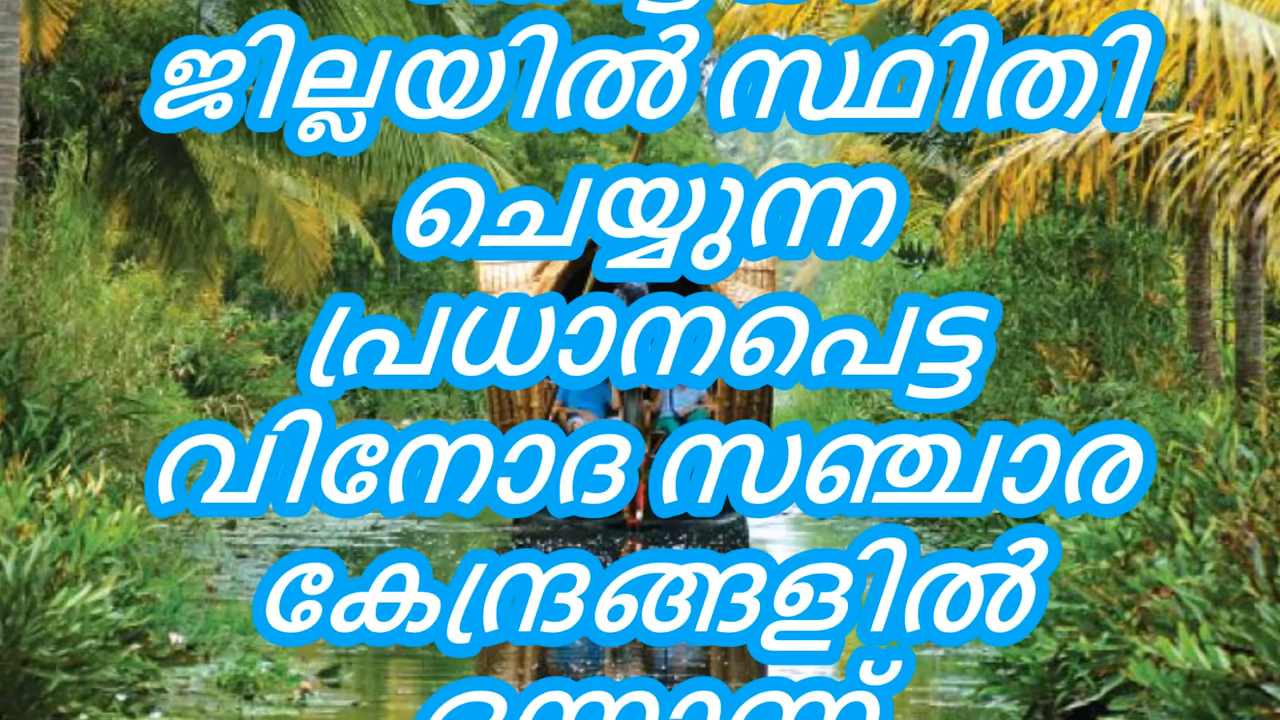 ജില്ലയിൽ സ്ഥിതി
ചെയ്യുന്ന
പ്രധാനപെട്ട
വിനോദ സഞ്ചാര
കേന്ദ്രങ്ങളിൽ